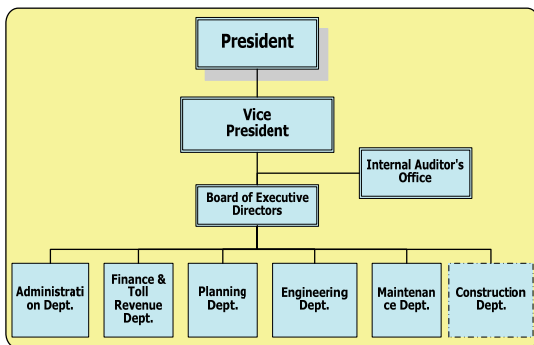 President
Vice
President
Internal Auditor's
Office
Board of Executive
Directors
Administrati
on Dept.
Finance &
Toll
Revenue
Dept.
Planning
Dept.
Engineering
Dept.
Maintenan
ce Dept.
Construction
Dept.